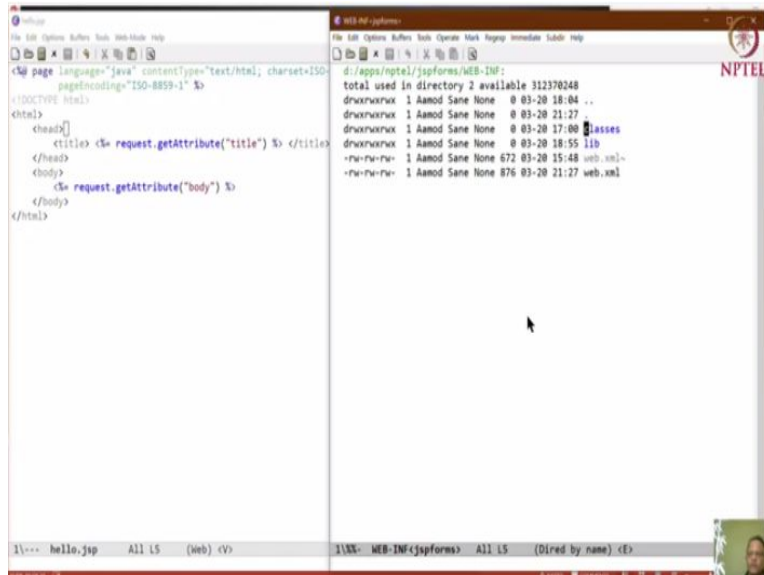 hello.jsp
File Edit Options Buffers Tools Web-Mode Help
<%@ page language="java" contentType="text/html; charset=ISO-
pageEncoding="ISO-8859-1" %>
<!DOCTYPE html>
<html>
<head>
<title> <%= request.getAttribute("title") %> </title>
</head>
<body>
<%= request.getAttribute("body") %>
</body>
</html>
1\--- hello.jsp All L5 (Web) <V>
WEB-INF<jspforms>
File Edit Options Buffers Tools Operate Mark Regexp Immediate Subdir Help
NPTEL
d:/apps/nptel/jspforms/WEB-INF:
total used in directory 2 available 312370248
drwxrwxrwx 1 Aamod Sane None 0 03-20 18:04 ..
drwxrwxrwx 1 Aamod Sane None 0 03-20 21:27 .
drwxrwxrwx 1 Aamod Sane None 0 03-20 17:00 classes
drwxrwxrwx 1 Aamod Sane None 0 03-20 18:55 lib
-rw-rw-rw- 1 Aamod Sane None 672 03-20 15:48 web.xml~
-rw-rw-rw- 1 Aamod Sane None 876 03-20 21:27 web.xml
1\%%- WEB-INF<jspforms> All L5 (Dired by name) <E>